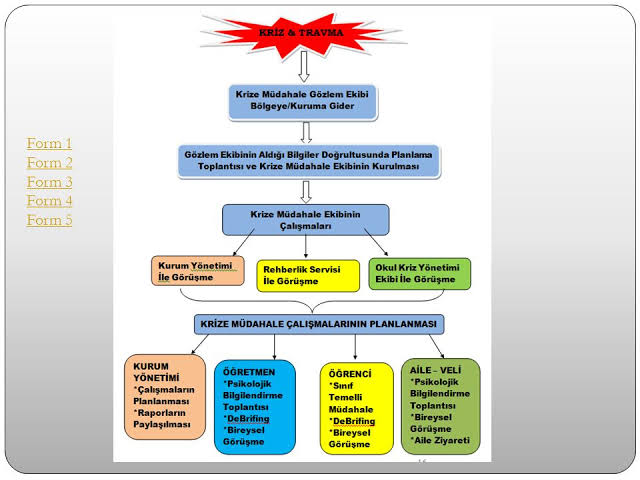 KRİZ & TRAVMA
Krize Müdahale Gözlem Ekibi
Bölgeye/Kuruma Gider
Form 1
Form 2
Form 3
Form 4
Form 5
Gözlem Ekibinin Aldığı Bilgiler Doğrultusunda Planlama
Toplantısı ve Krize Müdahale Ekibinin Kurulması
Krize Müdahale Ekibinin
Çalışmaları
Kurum Yönetimi
İle Görüşme
Rehberlik Servisi
İle Görüşme
Okul Kriz Yönetimi
Ekibi İle Görüşme
KRİZE MÜDAHALE ÇALIŞMALARININ PLANLANMASI
KURUM
YÖNETİMİ
*Çalışmaların
Planlanması
*Raporların
Paylaşılması
ÖĞRETMEN
*Psikolojik
Bilgilendirme
Toplantısı
*DeBrifing
*Bireysel
Görüşme
ÖĞRENCİ
*Sınıf
Temelli
Müdahale
*DeBrifing
*Bireysel
Görüşme
AİLE – VELİ
*Psikolojik
Bilgilendirme
Toplantısı
*Bireysel
Görüşme
*Aile Ziyareti